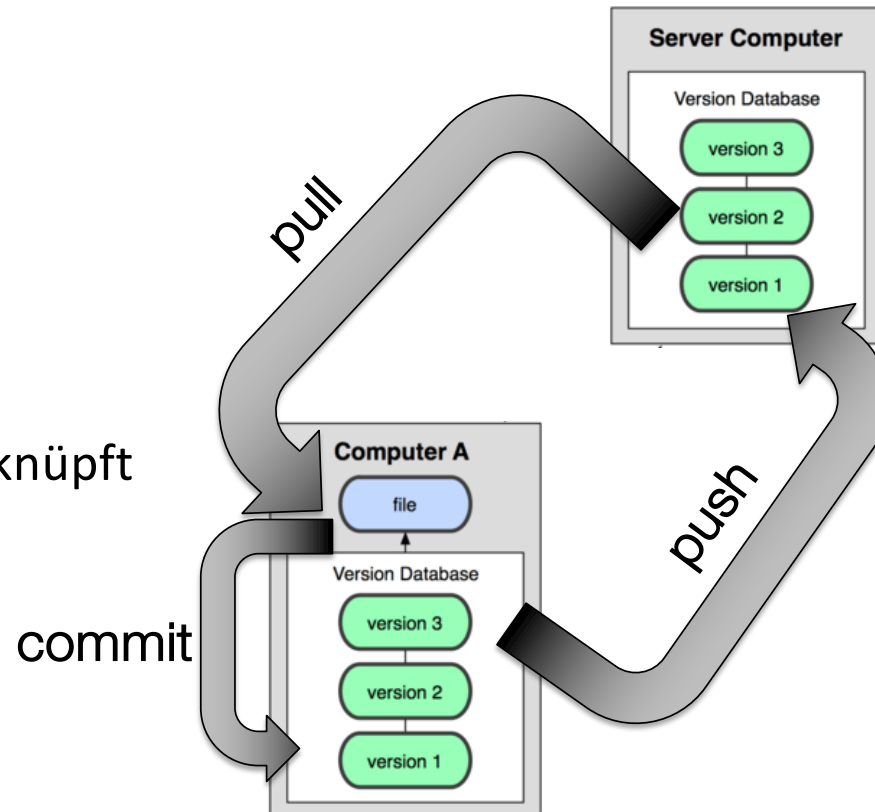 Server Computer
Version Database
version 3
version 2
version 1
pull
knüpft
Computer A
file
push
Version Database
commit
version 3
version 2
version 1